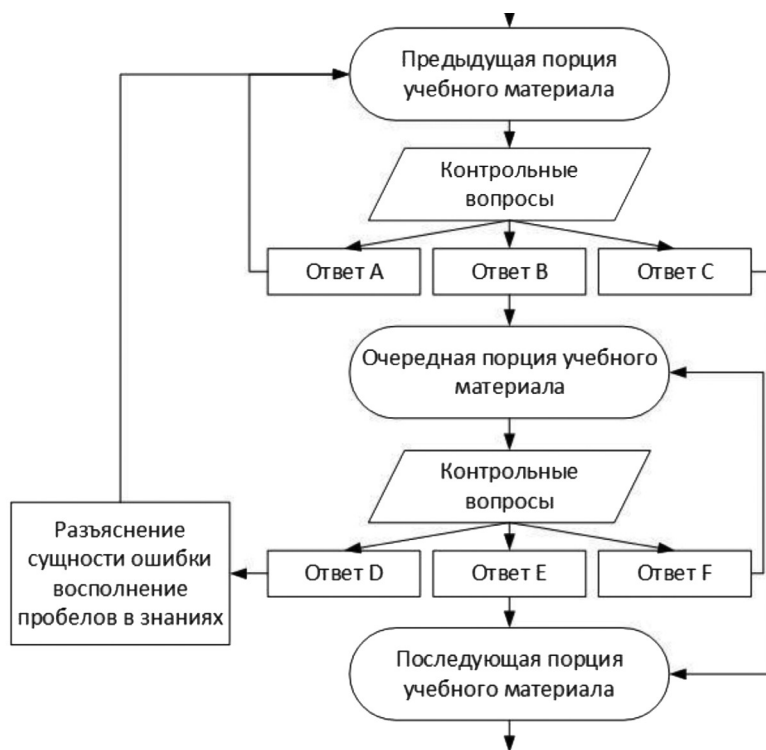 Предыдущая порция
учебного материала
Контрольные
вопросы
Ответ A
Ответ B
Ответ C
Очередная порция учебного
материала
Контрольные
вопросы
Разъяснение
сущности ошибки
восполнение
пробелов в знаниях
Ответ D
Ответ E
Ответ F
Последующая порция
учебного материала